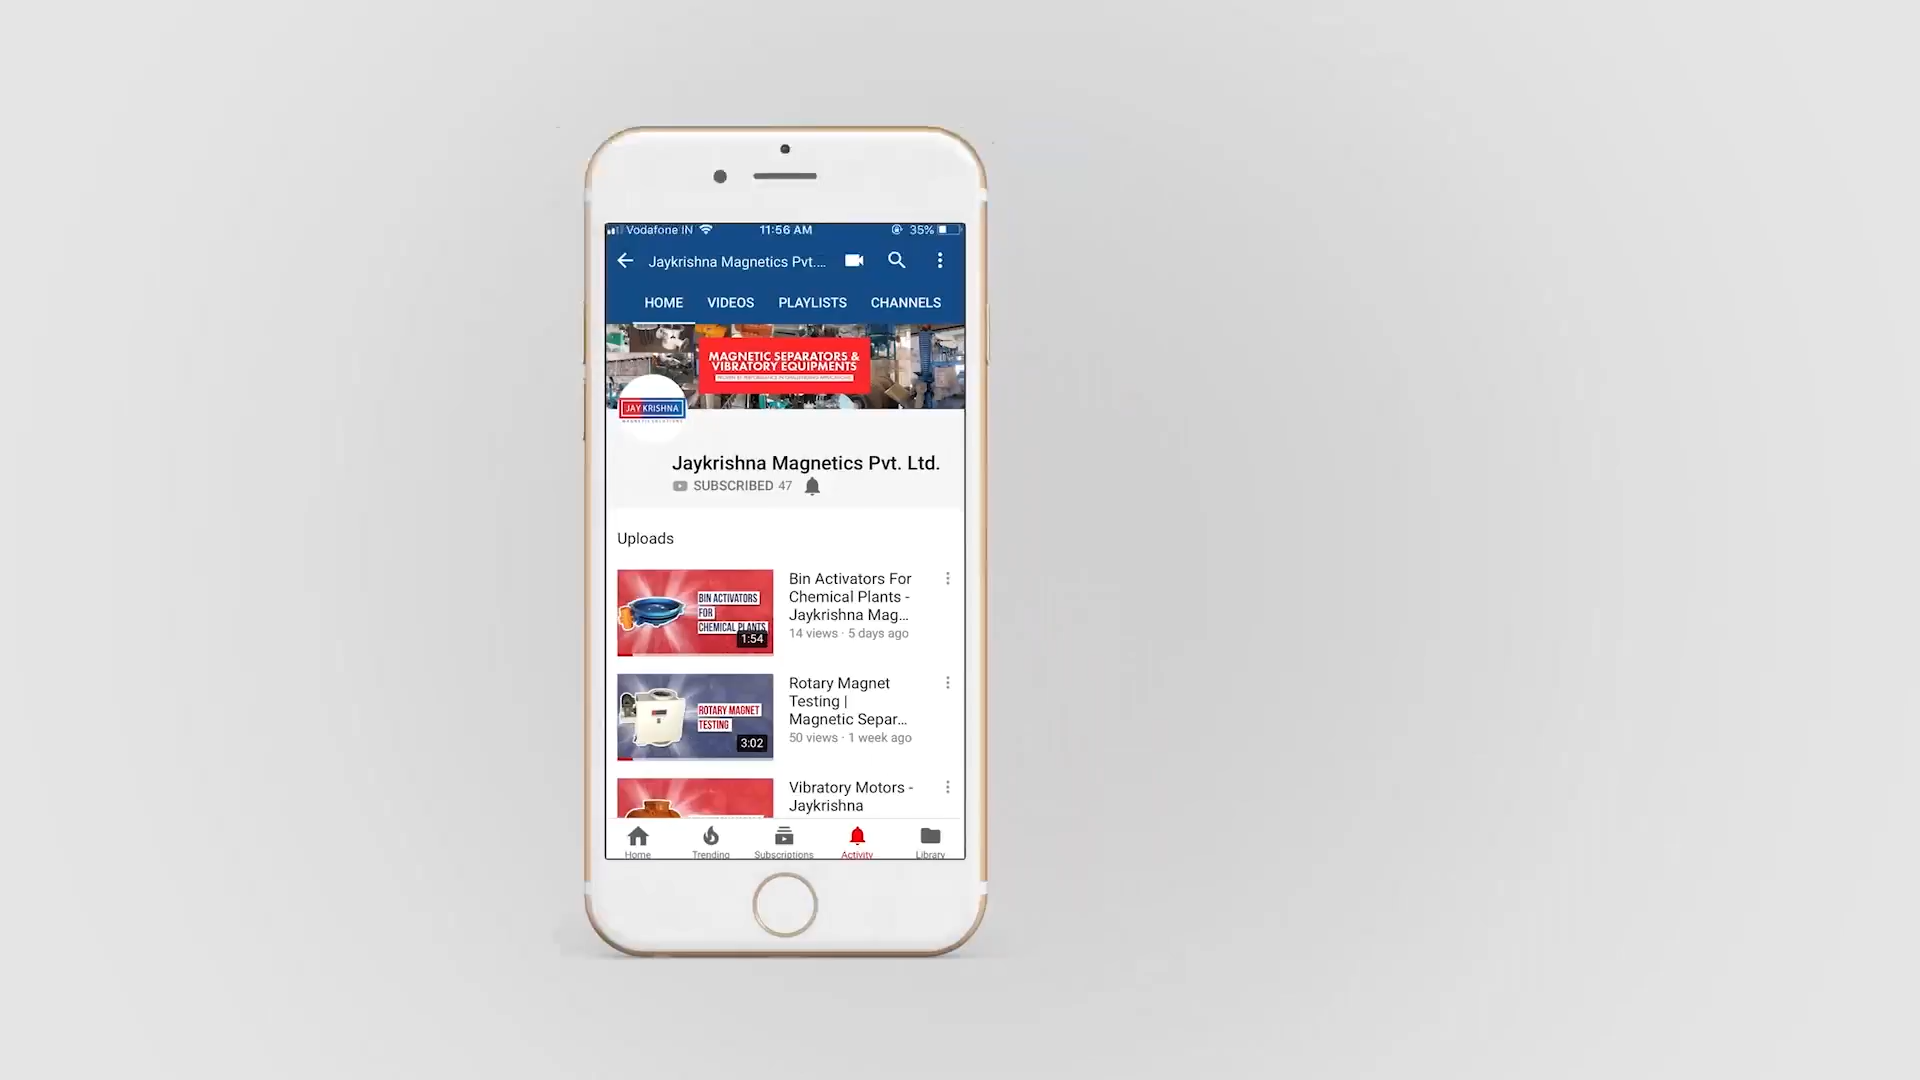 Vodafone IN 11:56 AM 35%
Jaykrishna Magnetics Pvt....
HOME VIDEOS PLAYLISTS CHANNELS
MAGNETIC SEPARATORS &
VIBRATORY EQUIPMENTS
JAY KRISHNA
Jaykrishna Magnetics Pvt. Ltd.
SUBSCRIBED 47
Uploads
BIN ACTIVATORS
FOR
CHEMICAL PLANTS
1:54
Bin Activators For
Chemical Plants -
Jaykrishna Mag...
14 views · 5 days ago
ROTARY MAGNET
TESTING
3:02
Rotary Magnet
Testing |
Magnetic Separ...
50 views · 1 week ago
Vibratory Motors -
Jaykrishna
Home Trending Subscriptions Activity Library